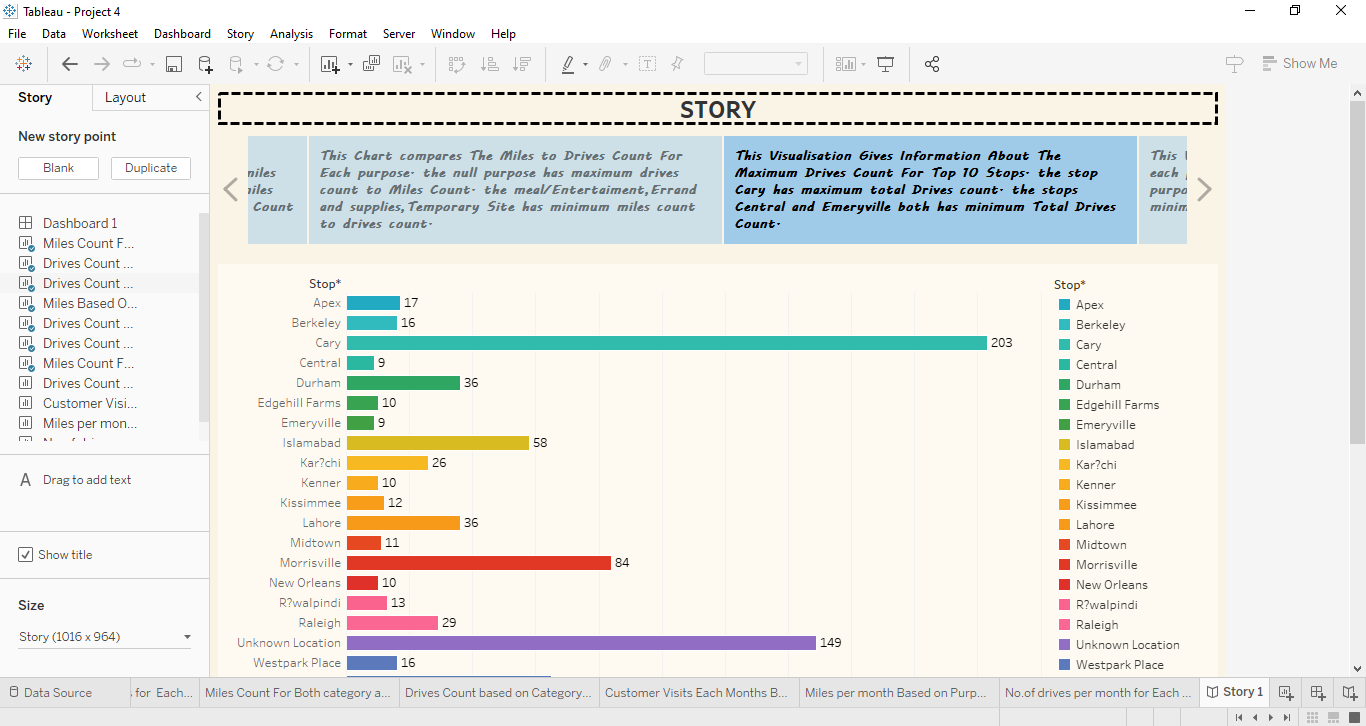 Tableau - Project 4
File Data Worksheet Dashboard Story Analysis Format Server Window Help
Show Me
Story Layout
New story point
Blank Duplicate
Dashboard 1
Miles Count F...
Drives Count ...
Drives Count ...
Miles Based O...
Drives Count ...
Drives Count ...
Miles Count F...
Drives Count ...
Customer Visi...
Miles per mon...
A Drag to add text
Show title
Size
Story (1016 x 964)
STORY
miles
miles
Count
This Chart compares The Miles to Drives Count For
Each purpose. the null purpose has maximum drives
count to Miles Count. the meal/Entertaiment,Errand
and supplies,Temporary Site has minimum miles count
to drives count.
This Visualisation Gives Information About The
Maximum Drives Count For Top 10 Stops. the stop
Cary has maximum total Drives count. the stops
Central and Emeryville both has minimum Total Drives
Count.
This
each
purpo
minim
Stop*
Apex 17
Berkeley 16
Cary 203
Central 9
Durham 36
Edgehill Farms 10
Emeryville 9
Islamabad 58
Kar?chi 26
Kenner 10
Kissimmee 12
Lahore 36
Midtown 11
Morrisville 84
New Orleans 10
R?walpindi 13
Raleigh 29
Unknown Location 149
Westpark Place 16
Stop*
Apex
Berkeley
Cary
Central
Durham
Edgehill Farms
Emeryville
Islamabad
Kar?chi
Kenner
Kissimmee
Lahore
Midtown
Morrisville
New Orleans
R?walpindi
Raleigh
Unknown Location
Westpark Place
Data Source for Each... Miles Count For Both category a... Drives Count based on Category... Customer Visits Each Months B... Miles per month Based on Purp... No.of drives per month for Each ... Story 1